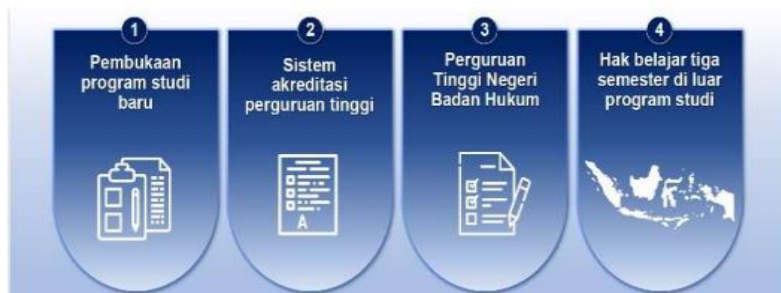 1
Pembukaan
program studi
baru
2
Sistem
akreditasi
perguruan tinggi
A
3
Perguruan
Tinggi Negeri
Badan Hukum
4
Hak belajar tiga
semester di luar
program studi